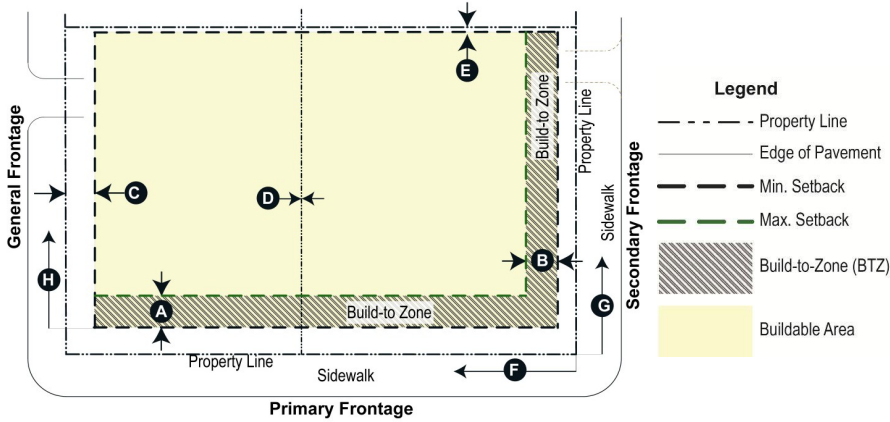 E
Build-to Zone
Property Line
Sidewalk
Secondary Frontage
General Frontage
C
D
H
B
G
A
Build-to Zone
Property Line
Sidewalk
F
Primary Frontage
Legend
Property Line
Edge of Pavement
Min. Setback
Max. Setback
Build-to-Zone (BTZ)
Buildable Area